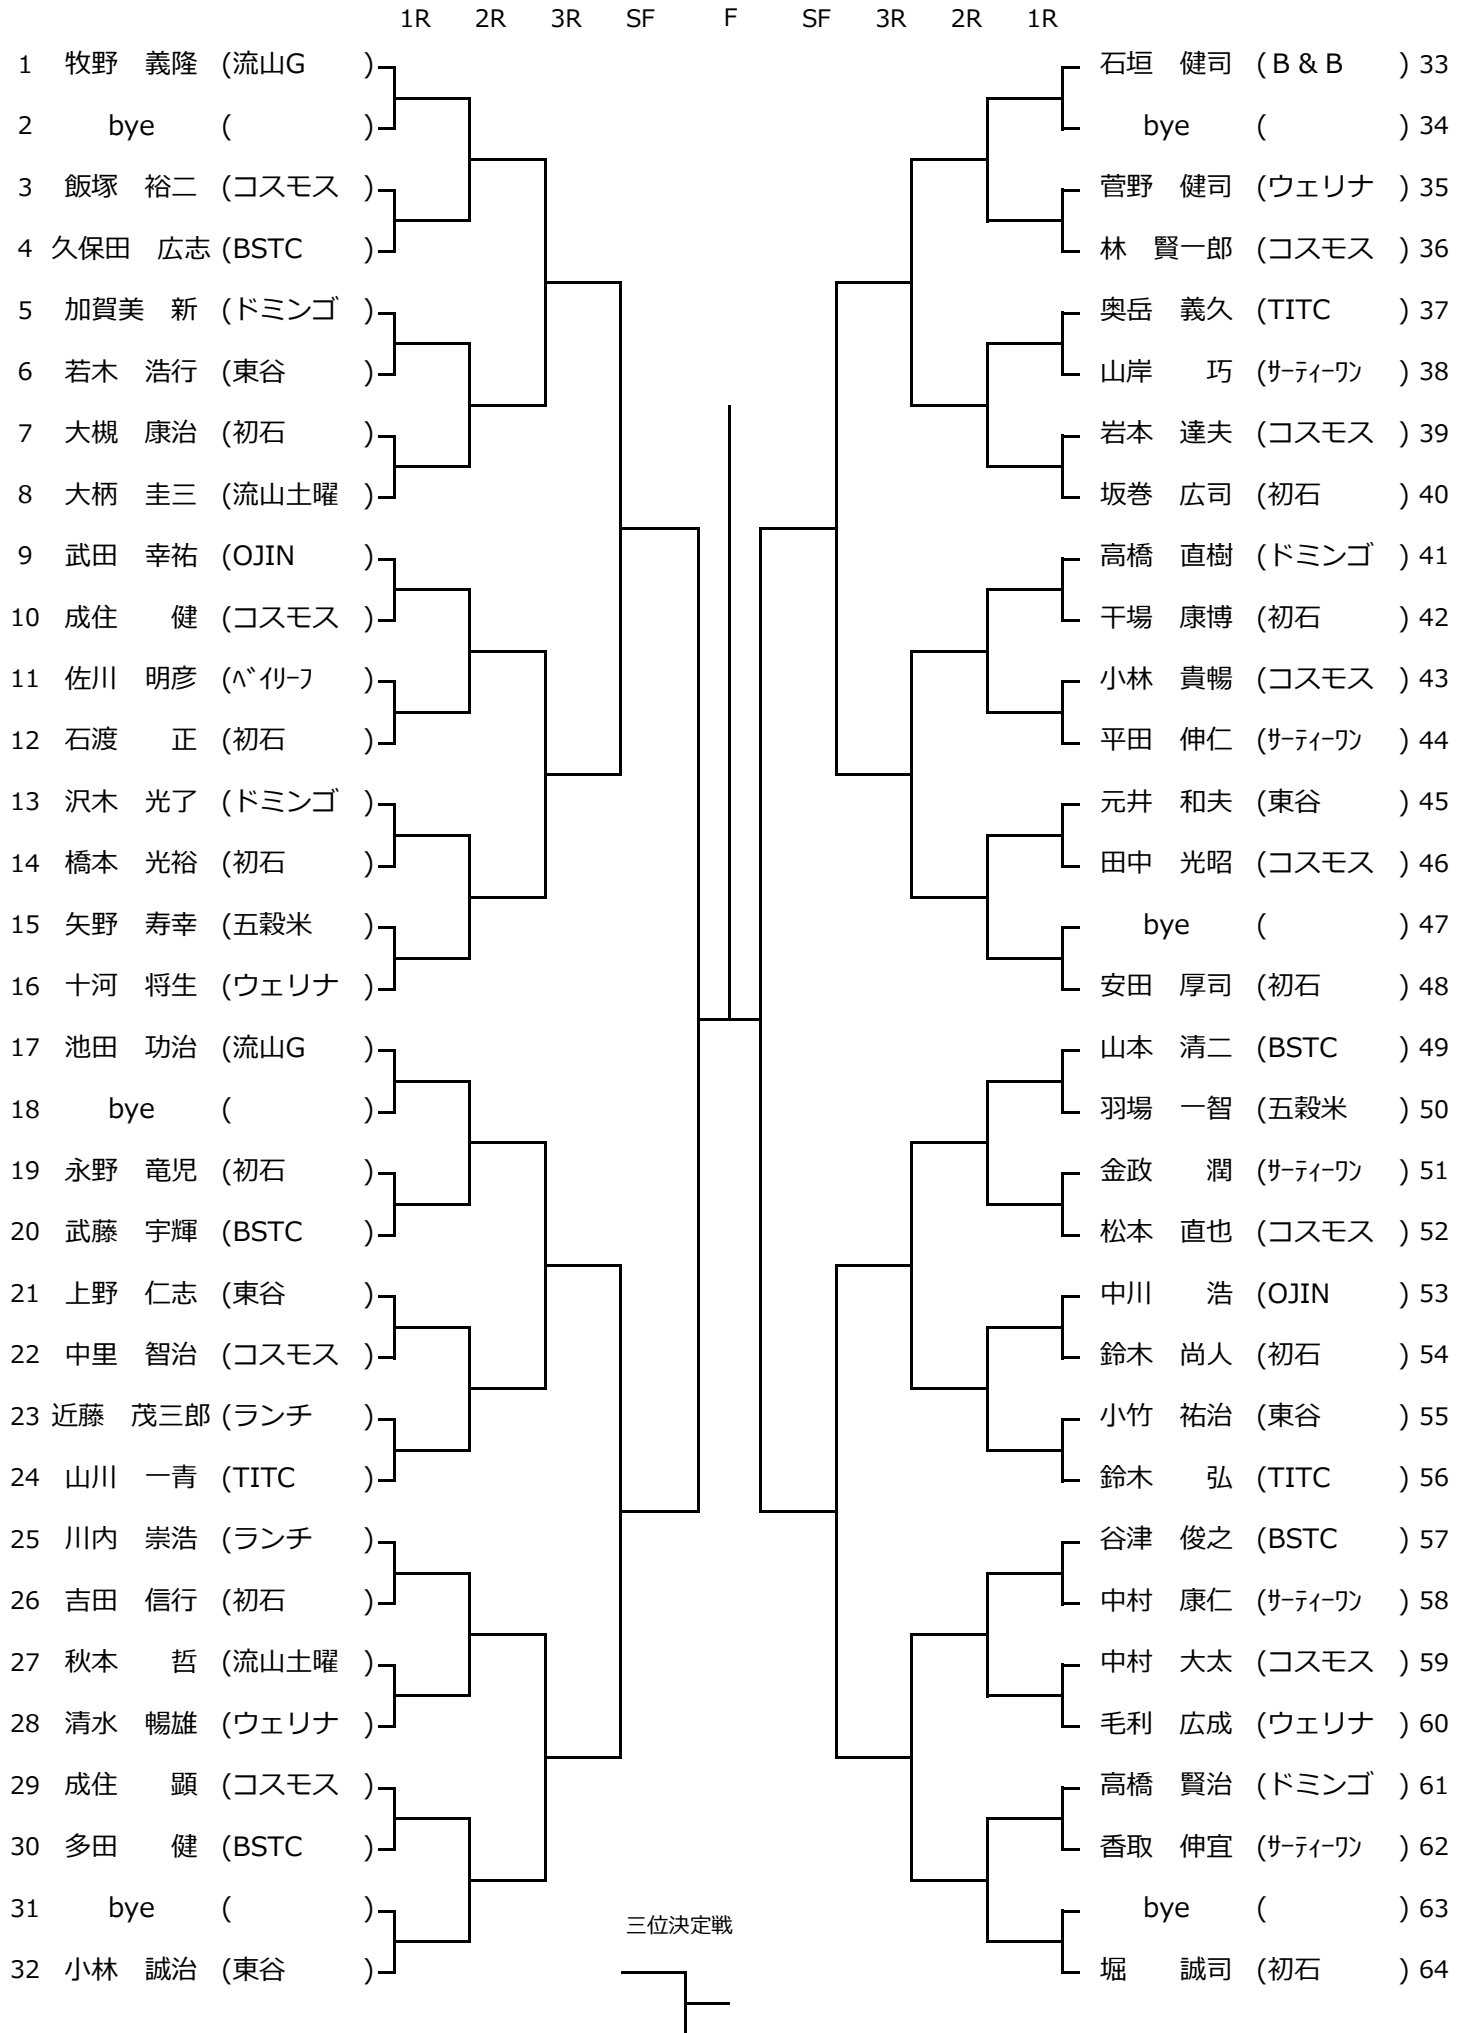 1R 2R 3R SF F SF 3R 2R 1R
1 牧野 義隆 (流山G )
2 bye ( )
3 飯塚 裕二 (コスモス )
4 久保田 広志 (BSTC )
5 加賀美 新 (ドミンゴ )
6 若木 浩行 (東谷 )
7 大槻 康治 (初石 )
8 大柄 圭三 (流山土曜 )
9 武田 幸祐 (OJIN )
10 成住 健 (コスモス )
11 佐川 明彦 (ﾍﾞｲﾘｰﾌ )
12 石渡 正 (初石 )
13 沢木 光了 (ドミンゴ )
14 橋本 光裕 (初石 )
15 矢野 寿幸 (五穀米 )
16 十河 将生 (ウェリナ )
17 池田 功治 (流山G )
18 bye ( )
19 永野 竜児 (初石 )
20 武藤 宇輝 (BSTC )
21 上野 仁志 (東谷 )
22 中里 智治 (コスモス )
23 近藤 茂三郎 (ランチ )
24 山川 一青 (TITC )
25 川内 崇浩 (ランチ )
26 吉田 信行 (初石 )
27 秋本 哲 (流山土曜 )
28 清水 暢雄 (ウェリナ )
29 成住 顕 (コスモス )
30 多田 健 (BSTC )
31 bye ( )
32 小林 誠治 (東谷 )
石垣 健司 (Ｂ＆Ｂ ) 33
bye ( ) 34
菅野 健司 (ウェリナ ) 35
林 賢一郎 (コスモス ) 36
奥岳 義久 (TITC ) 37
山岸 巧 (ｻｰﾃｨｰﾜﾝ ) 38
岩本 達夫 (コスモス ) 39
坂巻 広司 (初石 ) 40
高橋 直樹 (ドミンゴ ) 41
干場 康博 (初石 ) 42
小林 貴暢 (コスモス ) 43
平田 伸仁 (ｻｰﾃｨｰﾜﾝ ) 44
元井 和夫 (東谷 ) 45
田中 光昭 (コスモス ) 46
bye ( ) 47
安田 厚司 (初石 ) 48
山本 清二 (BSTC ) 49
羽場 一智 (五穀米 ) 50
金政 潤 (ｻｰﾃｨｰﾜﾝ ) 51
松本 直也 (コスモス ) 52
中川 浩 (OJIN ) 53
鈴木 尚人 (初石 ) 54
小竹 祐治 (東谷 ) 55
鈴木 弘 (TITC ) 56
谷津 俊之 (BSTC ) 57
中村 康仁 (ｻｰﾃｨｰﾜﾝ ) 58
中村 大太 (コスモス ) 59
毛利 広成 (ウェリナ ) 60
高橋 賢治 (ドミンゴ ) 61
香取 伸宜 (ｻｰﾃｨｰﾜﾝ ) 62
bye ( ) 63
堀 誠司 (初石 ) 64
三位決定戦